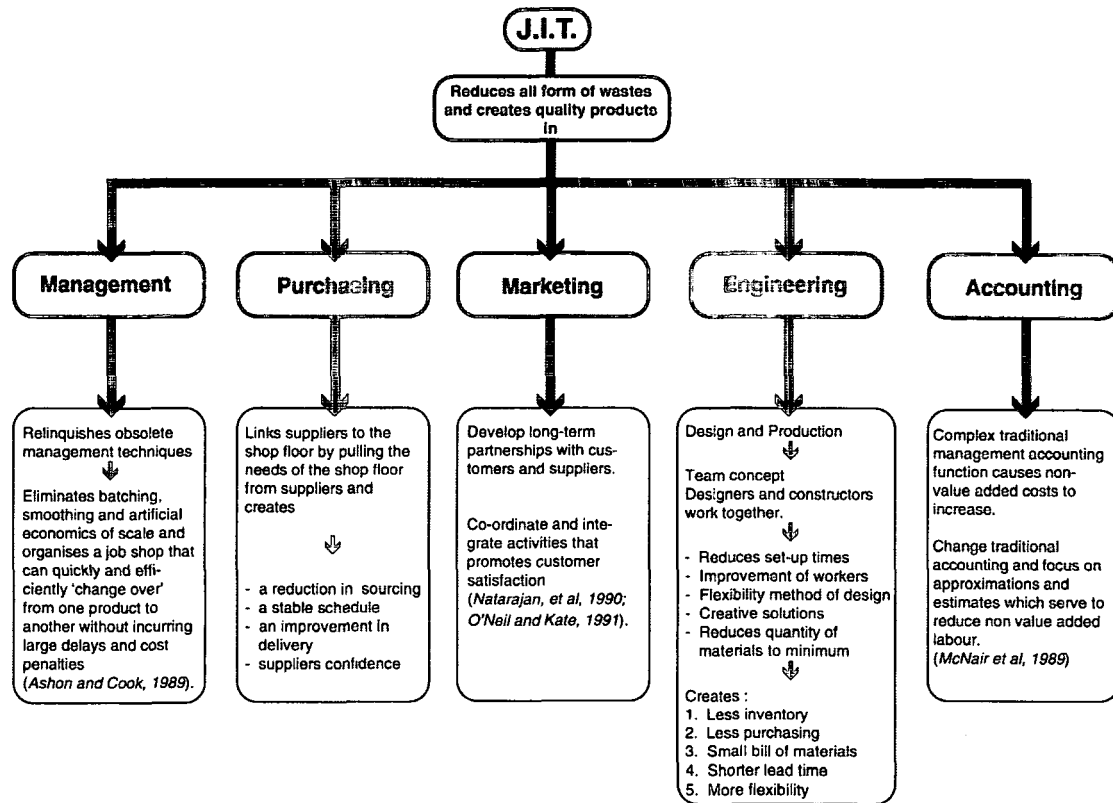 J.I.T.
Reduces all form of wastes
and creates quality products
in
Management
Purchasing
Marketing
Engineering
Accounting
Relinquishes obsolete
management techniques
Eliminates batching,
smoothing and artificial
economics of scale and
organises a job shop that
can quickly and effi-
ciently 'change over'
from one product to
another without incurring
large delays and cost
penalties
(Ashon and Cook, 1989).
Links suppliers to the
shop floor by pulling the
needs of the shop floor
from suppliers and
creates
- a reduction in sourcing
- a stable schedule
- an improvement in
delivery
- suppliers confidence
Develop long-term
partnerships with cus-
tomers and suppliers.
Co-ordinate and inte-
grate activities that
promotes customer
satisfaction
(Natarajan, et al, 1990;
O'Neil and Kate, 1991).
Design and Production
Team concept
Designers and constructors
work together.
- Reduces set-up times
- Improvement of workers
- Flexibility method of design
- Creative solutions
- Reduces quantity of
materials to minimum
Creates :
1. Less inventory
2. Less purchasing
3. Small bill of materials
4. Shorter lead time
5. More flexibility
Complex traditional
management accounting
function causes non-
value added costs to
increase.
Change traditional
accounting and focus on
approximations and
estimates which serve to
reduce non value added
labour.
(McNair et al, 1989)